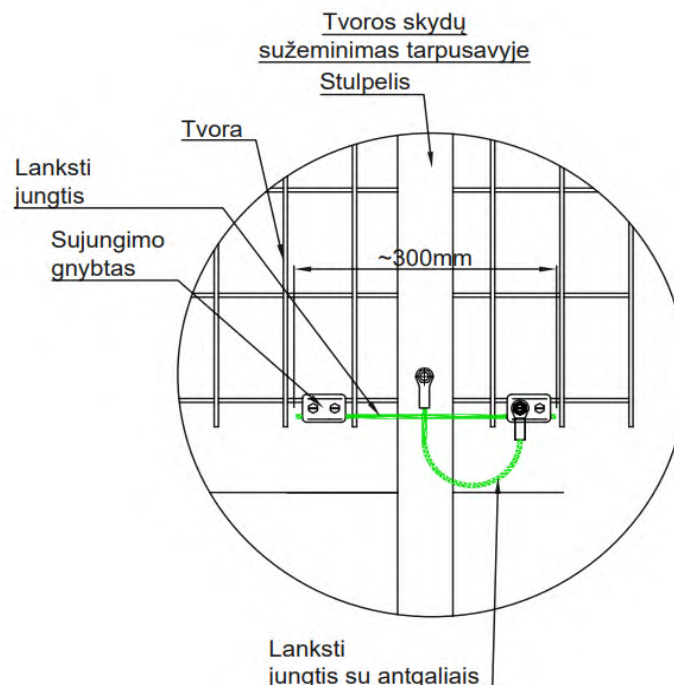 Tvoros skydų
sužeminimas tarpusavyje
Stulpelis
Tvora
Lanksti
jungtis
Sujungimo
gnybtas
~300mm
Lanksti
jungtis su antgaliais